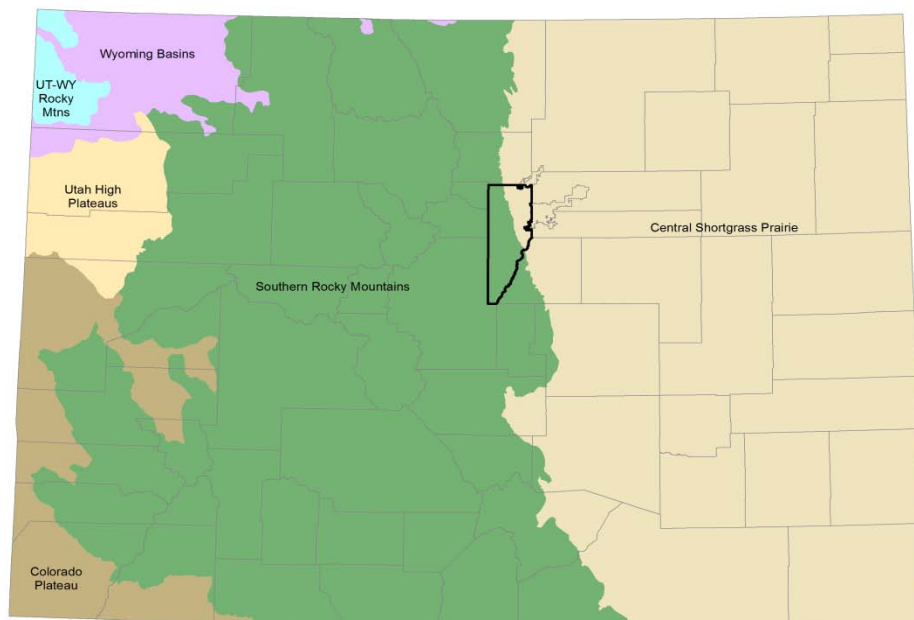 Wyoming Basins
UT-WY
Rocky
Mtns
Utah High
Plateaus
Central Shortgrass Prairie
Southern Rocky Mountains
Colorado
Plateau